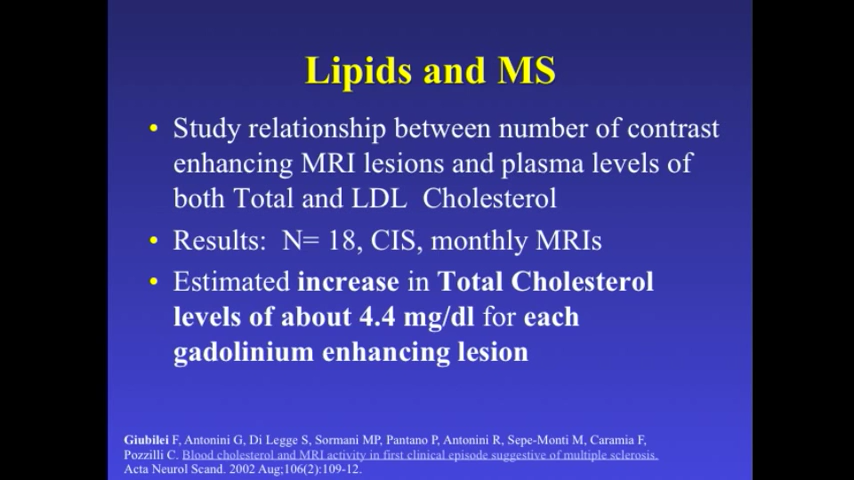 Lipids and MS
• Study relationship between number of contrast
enhancing MRI lesions and plasma levels of
both Total and LDL Cholesterol
• Results: N= 18, CIS, monthly MRIs
• Estimated increase in Total Cholesterol
levels of about 4.4 mg/dl for each
gadolinium enhancing lesion
Giubilei F, Antonini G, Di Legge S, Sormani MP, Pantano P, Antonini R, Sepe-Monti M, Caramia F,
Pozzilli C. Blood cholesterol and MRI activity in first clinical episode suggestive of multiple sclerosis.
Acta Neurol Scand. 2002 Aug;106(2):109-12.